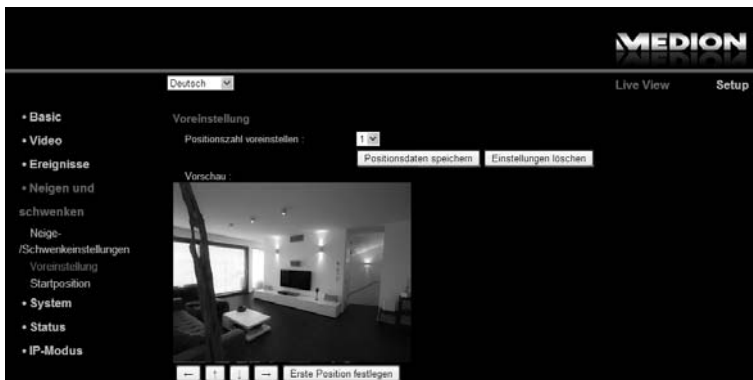 MEDION
Deutsch
Live View Setup
• Basic
• Video
• Ereignisse
• Neigen und
schwenken
Neige-
/Schwenkeinstellungen
Voreinstellung
Startposition
• System
• Status
• IP-Modus
Voreinstellung
Positionszahl voreinstellen : 1
Positionsdaten speichern Einstellungen löschen
Vorschau :
← ↑ ↓ → Erste Position festlegen